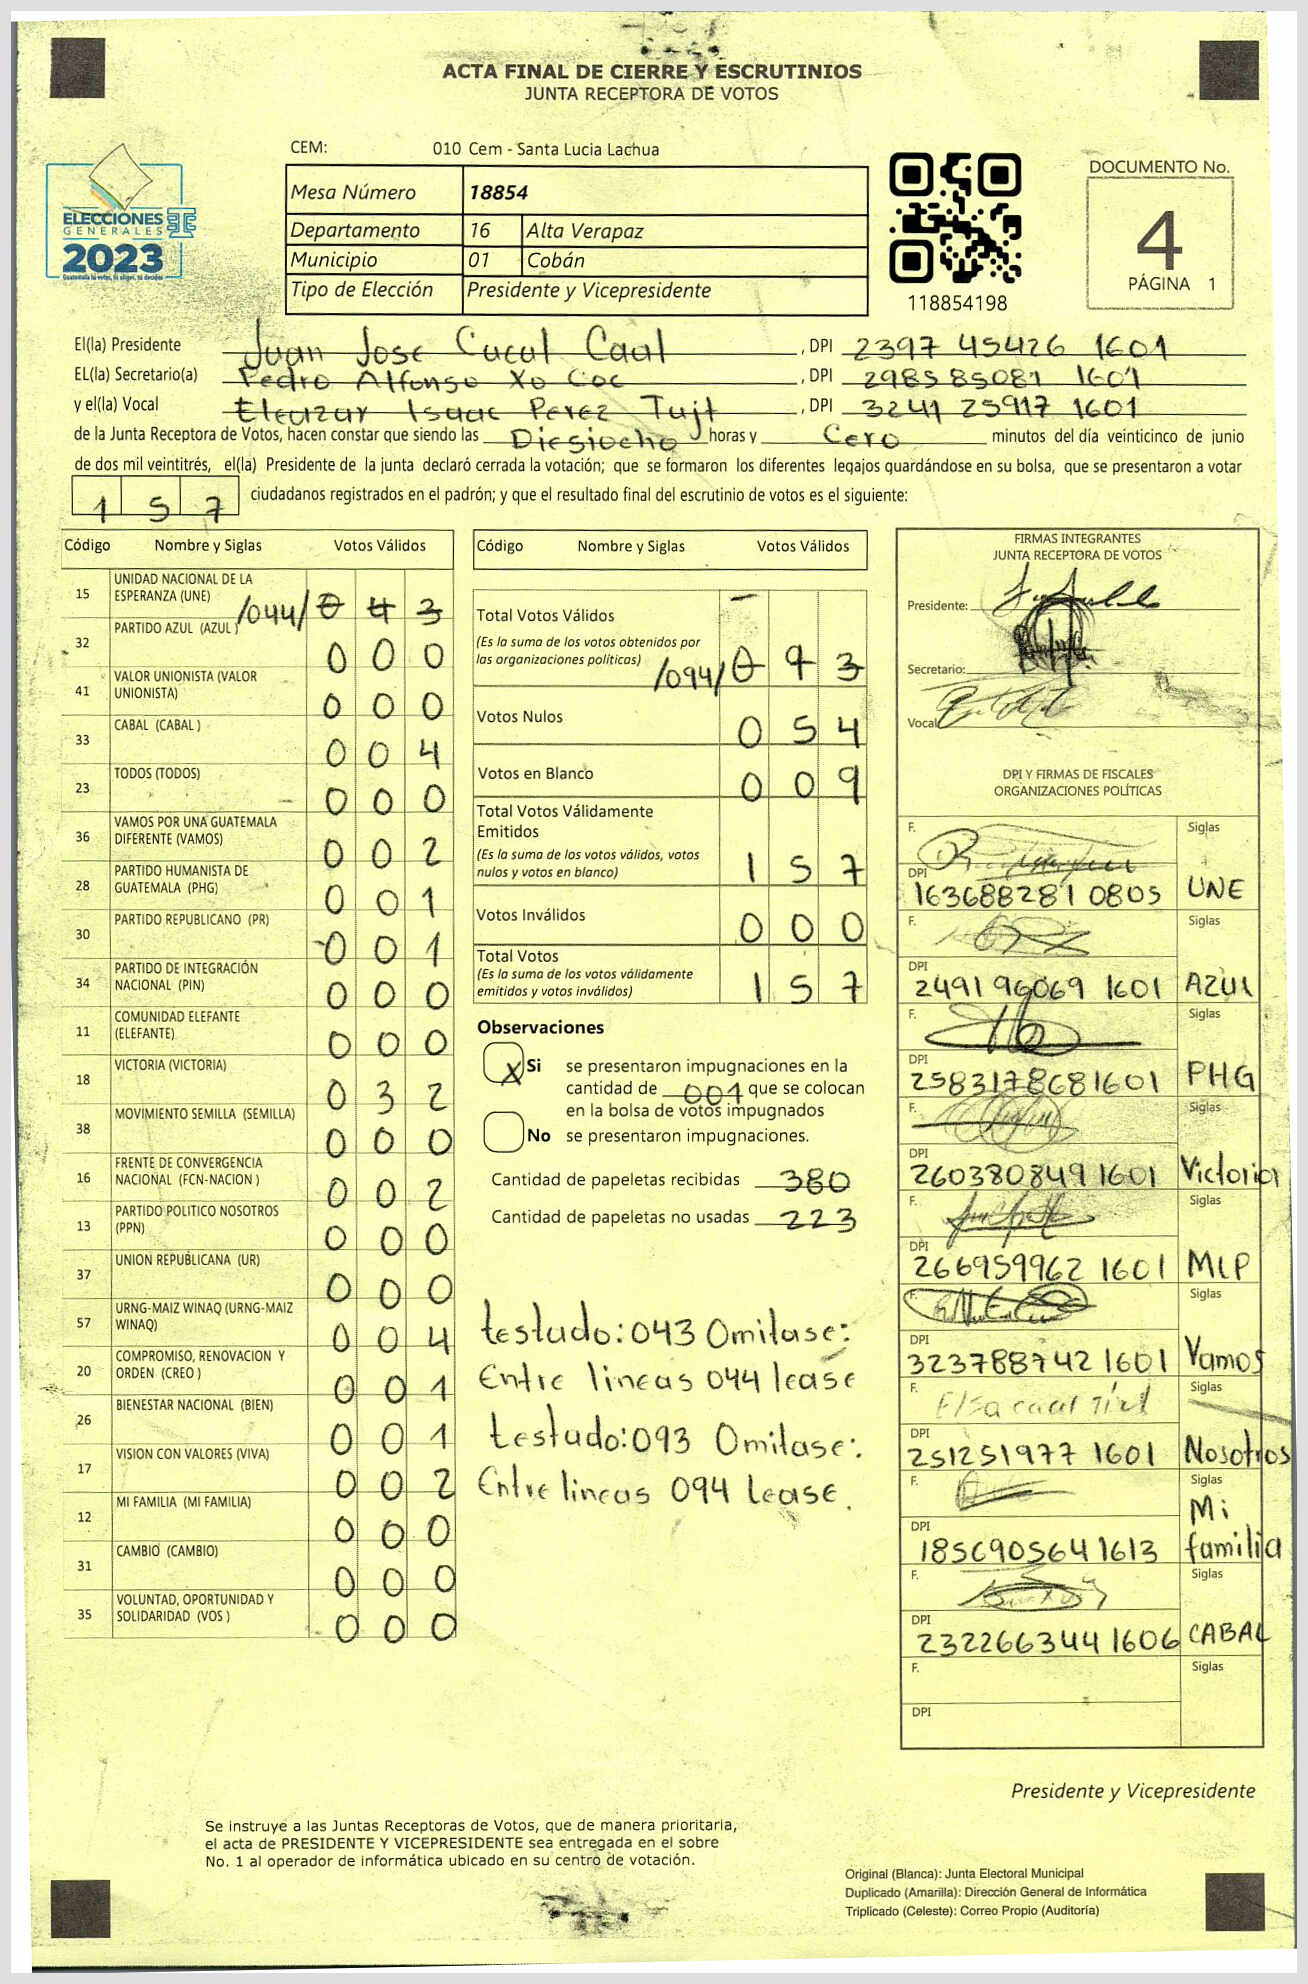 ACTA FINAL DE CIERRE Y ESCRUTINIOS
JUNTA RECEPTORA DE VOTOS
CEM: 010 Cem - Santa Lucia Lachua
ELECCIONES
GENERALES
2023
Mesa Número 18854
Departamento 16 Alta Verapaz
Municipio 01 Cobán
Tipo de Elección Presidente y Vicepresidente
118854198
DOCUMENTO No.
4
PÁGINA 1
El(la) Presidente Juan Jose Cucul Caal , DPI 2397 45426 1601
EL(la) Secretario(a) Pedro Alfonso Xo Coc , DPI 2985 85081 1601
y el(la) Vocal Eleazar Isaac Perez Tujt , DPI 3241 25917 1601
de la Junta Receptora de Votos, hacen constar que siendo las Diesiocho horas y Cero minutos del día veinticinco de junio
de dos mil veintitrés, el(la) Presidente de la junta declaró cerrada la votación; que se formaron los diferentes legajos guardándose en su bolsa, que se presentaron a votar
157 ciudadanos registrados en el padrón; y que el resultado final del escrutinio de votos es el siguiente:
Código Nombre y Siglas Votos Válidos
15 UNIDAD NACIONAL DE LA
ESPERANZA (UNE) /044/ 0 4 3
32 PARTIDO AZUL (AZUL) 0 0 0
41 VALOR UNIONISTA (VALOR
UNIONISTA) 0 0 0
33 CABAL (CABAL ) 0 0 4
23 TODOS (TODOS) 0 0 0
36 VAMOS POR UNA GUATEMALA
DIFERENTE (VAMOS) 0 0 2
28 PARTIDO HUMANISTA DE
GUATEMALA (PHG) 0 0 1
30 PARTIDO REPUBLICANO (PR) 0 0 1
34 PARTIDO DE INTEGRACIÓN
NACIONAL (PIN) 0 0 0
11 COMUNIDAD ELEFANTE
(ELEFANTE) 0 0 0
18 VICTORIA (VICTORIA) 0 3 2
38 MOVIMIENTO SEMILLA (SEMILLA) 0 0 0
16 FRENTE DE CONVERGENCIA
NACIONAL (FCN-NACION ) 0 0 2
13 PARTIDO POLITICO NOSOTROS
(PPN) 0 0 0
37 UNION REPUBLICANA (UR) 0 0 0
57 URNG-MAIZ WINAQ (URNG-MAIZ
WINAQ) 0 0 4
20 COMPROMISO, RENOVACION Y
ORDEN (CREO ) 0 0 1
26 BIENESTAR NACIONAL (BIEN) 0 0 1
17 VISION CON VALORES (VIVA) 0 0 2
12 MI FAMILIA (MI FAMILIA) 0 0 0
31 CAMBIO (CAMBIO) 0 0 0
35 VOLUNTAD, OPORTUNIDAD Y
SOLIDARIDAD (VOS ) 0 0 0
Código Nombre y Siglas Votos Válidos
Total Votos Válidos
(Es la suma de los votos obtenidos por
las organizaciones políticas) /094/ 0 9 3
Votos Nulos 0 5 4
Votos en Blanco 0 0 9
Total Votos Válidamente
Emitidos
(Es la suma de los votos válidos, votos
nulos y votos en blanco) 1 5 7
Votos Inválidos 0 0 0
Total Votos
(Es la suma de los votos válidamente
emitidos y votos inválidos) 1 5 7
Observaciones
X Si se presentaron impugnaciones en la
cantidad de 001 que se colocan
en la bolsa de votos impugnados
No se presentaron impugnaciones.
Cantidad de papeletas recibidas 380
Cantidad de papeletas no usadas 223
testado: 043 Omitase:
Entre lineas 044 lease
testado: 093 Omitase:
Entre lineas 094 Lease.
FIRMAS INTEGRANTES
JUNTA RECEPTORA DE VOTOS
Presidente:
Secretario:
Vocal
DPI Y FIRMAS DE FISCALES
ORGANIZACIONES POLÍTICAS
F. Siglas
DPI 163688281 0805 UNE
F. Siglas
DPI 249196069 1601 AZUL
F. Siglas
DPI 258317868 1601 PHG
F. Siglas
DPI 260380849 1601 Victoria
F. Siglas
DPI 266959962 1601 MLP
F. Siglas
DPI 323788742 1601 Vamos
F. Elsa caal Siglas
DPI 251251977 1601 Nosotros
F. Siglas
DPI 185690564 1613 Mi familia
F. Siglas
DPI 232266344 1606 CABAL
F. Siglas
DPI
Presidente y Vicepresidente
Se instruye a las Juntas Receptoras de Votos, que de manera prioritaria,
el acta de PRESIDENTE Y VICEPRESIDENTE sea entregada en el sobre
No. 1 al operador de informática ubicado en su centro de votación.
Original (Blanca): Junta Electoral Municipal
Duplicado (Amarilla): Dirección General de Informática
Triplicado (Celeste): Correo Propio (Auditoría)